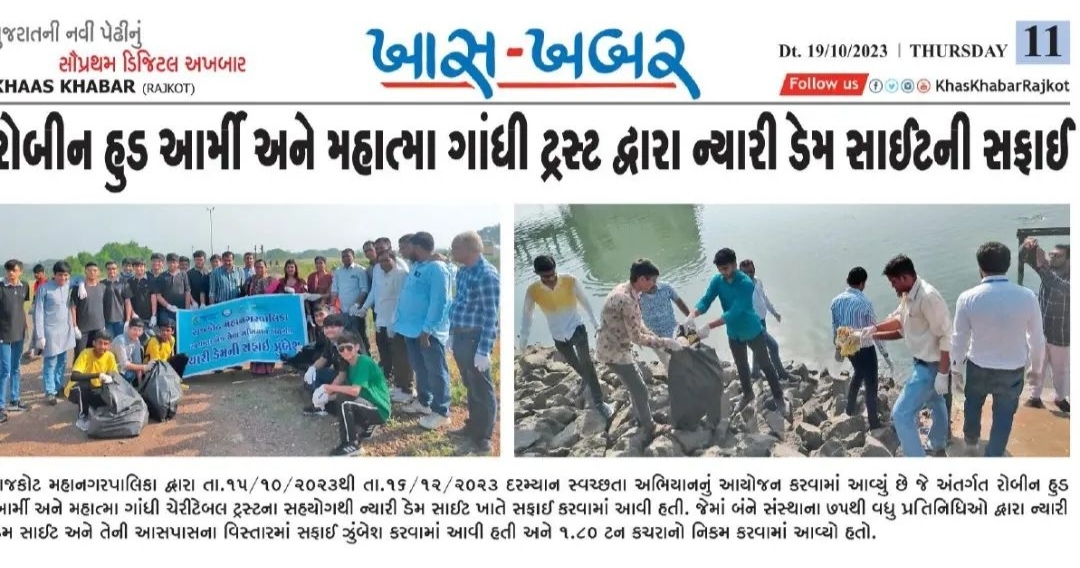 ગુજરાતની નવી પેઢીનું
સૌપ્રથમ ડિજિટલ અખબાર
KHAAS KHABAR (RAJKOT)
ખાસ-ખબર
Dt. 19/10/2023 | THURSDAY 11
Follow us KhasKhabarRajkot
રોબીન હુડ આર્મી અને મહાત્મા ગાંધી ટ્રસ્ટ દ્વારા ન્યારી ડેમ સાઈટની સફાઈ
રાજકોટ મહાનગરપાલિકા
ન્યારી ડેમની સફાઈ ઝુંબેશ
રાજકોટ મહાનગરપાલિકા દ્વારા તા.૧૫/૧૦/૨૦૨૩થી તા.૧૬/૧૨/૨૦૨૩ દરમ્યાન સ્વચ્છતા અભિયાનનું આયોજન કરવામાં આવ્યું છે જે અંતર્ગત રોબીન હુડ
આર્મી અને મહાત્મા ગાંધી ચેરીટેબલ ટ્રસ્ટના સહયોગથી ન્યારી ડેમ સાઈટ ખાતે સફાઈ કરવામાં આવી હતી. જેમાં બંને સંસ્થાના ૭૫થી વધુ પ્રતિનિધિઓ દ્વારા ન્યારી
ડેમ સાઈટ અને તેની આસપાસના વિસ્તારમાં સફાઈ ઝુંબેશ કરવામાં આવી હતી અને ૧.૮૦ ટન કચરાનો નિકમ કરવામાં આવ્યો હતો.